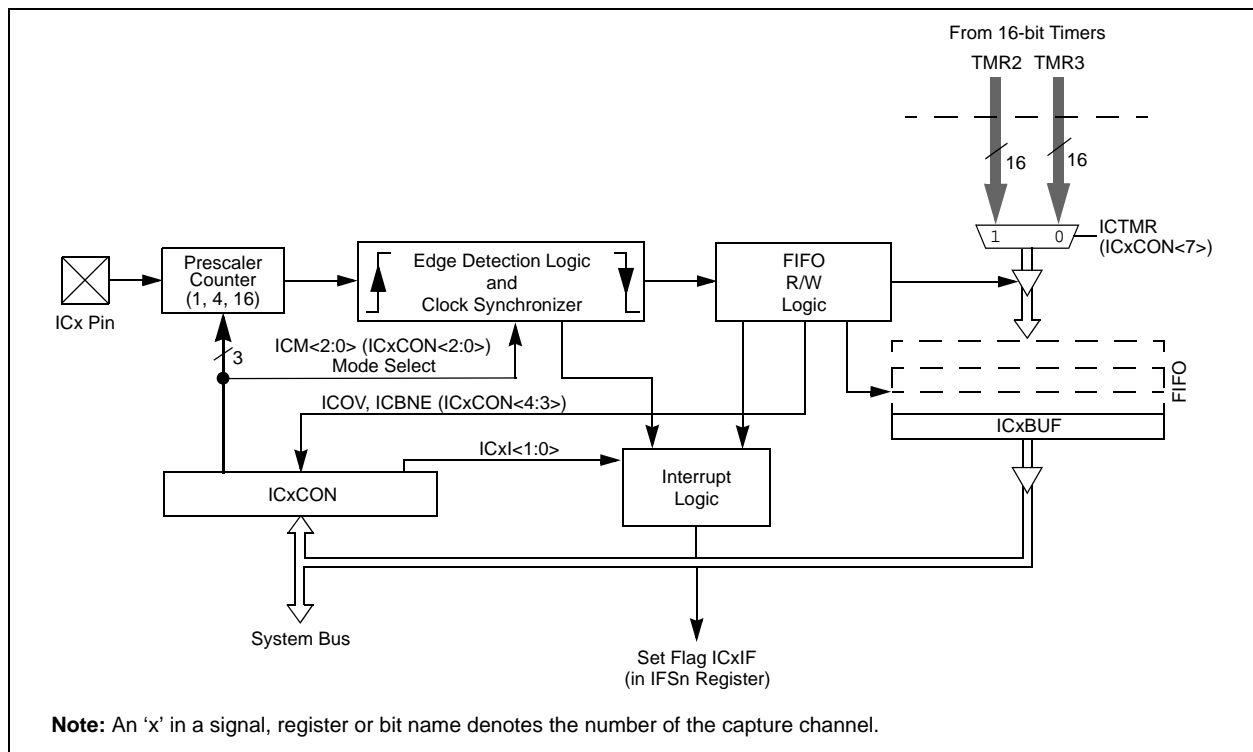 From 16-bit Timers
TMR2 TMR3
16 16
1 0
ICTMR
(ICxCON<7>)
Prescaler
Counter
(1, 4, 16)
Edge Detection Logic
and
Clock Synchronizer
FIFO
R/W
Logic
ICx Pin
3
ICM<2:0> (ICxCON<2:0>)
Mode Select
FIFO
ICOV, ICBNE (ICxCON<4:3>)
ICxBUF
ICxI<1:0>
Interrupt
Logic
ICxCON
System Bus
Set Flag ICxIF
(in IFSn Register)
Note: An ‘x’ in a signal, register or bit name denotes the number of the capture channel.